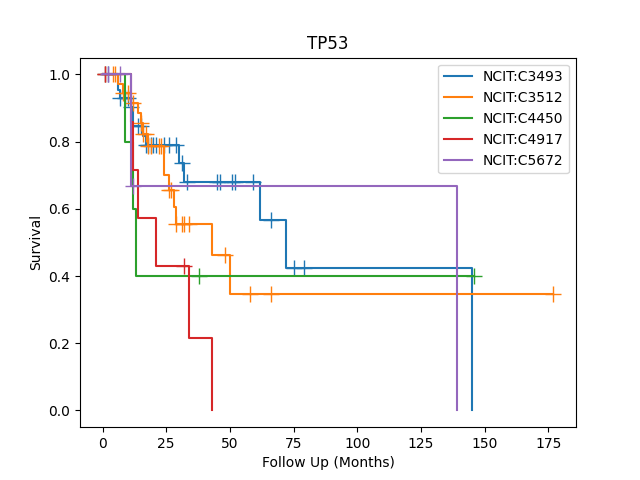 TP53
NCIT:C3493
NCIT:C3512
NCIT:C4450
NCIT:C4917
NCIT:C5672
Survival
1.0
0.8
0.6
0.4
0.2
0.0
0 25 50 75 100 125 150 175
Follow Up (Months)